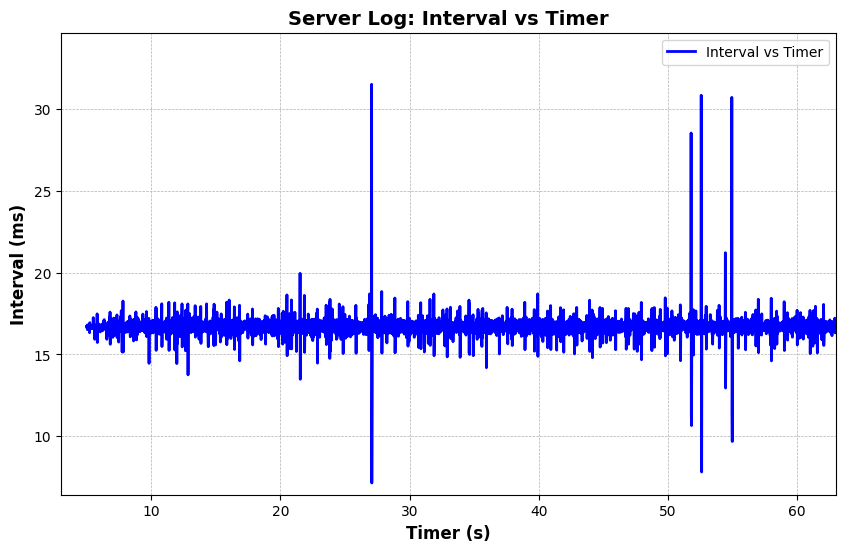 Server Log: Interval vs Timer
Interval vs Timer
30
25
20
15
10
Interval (ms)
10 20 30 40 50 60
Timer (s)